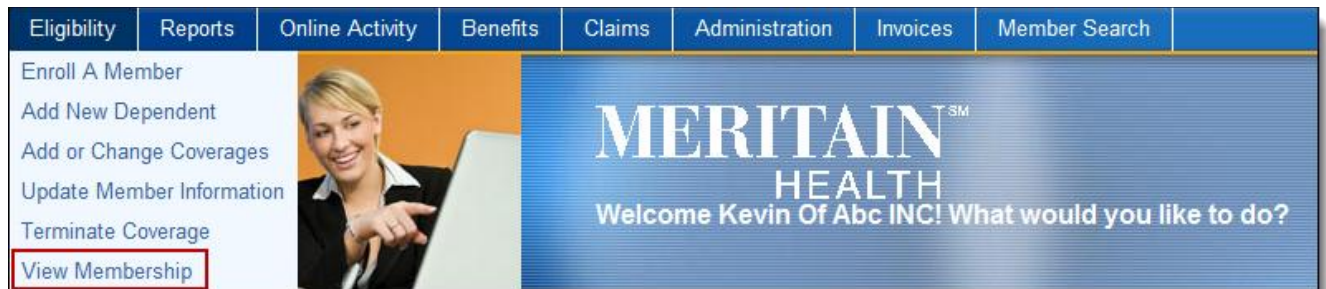 Eligibility Reports Online Activity Benefits Claims Administration Invoices Member Search
Enroll A Member
Add New Dependent
Add or Change Coverages
Update Member Information
Terminate Coverage
View Membership
MERITAIN℠
HEALTH
Welcome Kevin Of Abc INC! What would you like to do?